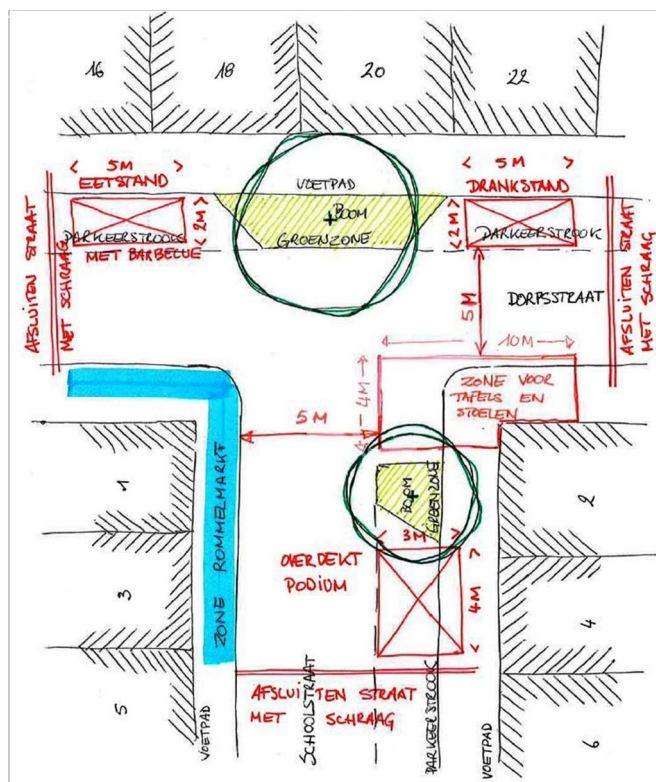 16
18
20
22
5M
EETSTAND
VOETPAD
5M
DRANKSTAND
BOOM
GROENZONE
PARKEERSTROOK
2M
MET BARBECUE
2M
PARKEERSTROOK
AFSLUITEN STRAAT
MET SCHRAAG
5M
DORPSSTRAAT
AFSLUITEN STRAAT
MET SCHRAAG
10M
4M
ZONE VOOR
TAFELS EN
STOELEN
5M
1
ZONE ROMMELMARKT
BOOM
GROENZONE
2
3M
OVERDEKT
PODIUM
4M
3
4
5
AFSLUITEN STRAAT
MET SCHRAAG
VOETPAD
SCHOOLSTRAAT
PARKEERSTROOK
VOETPAD
6